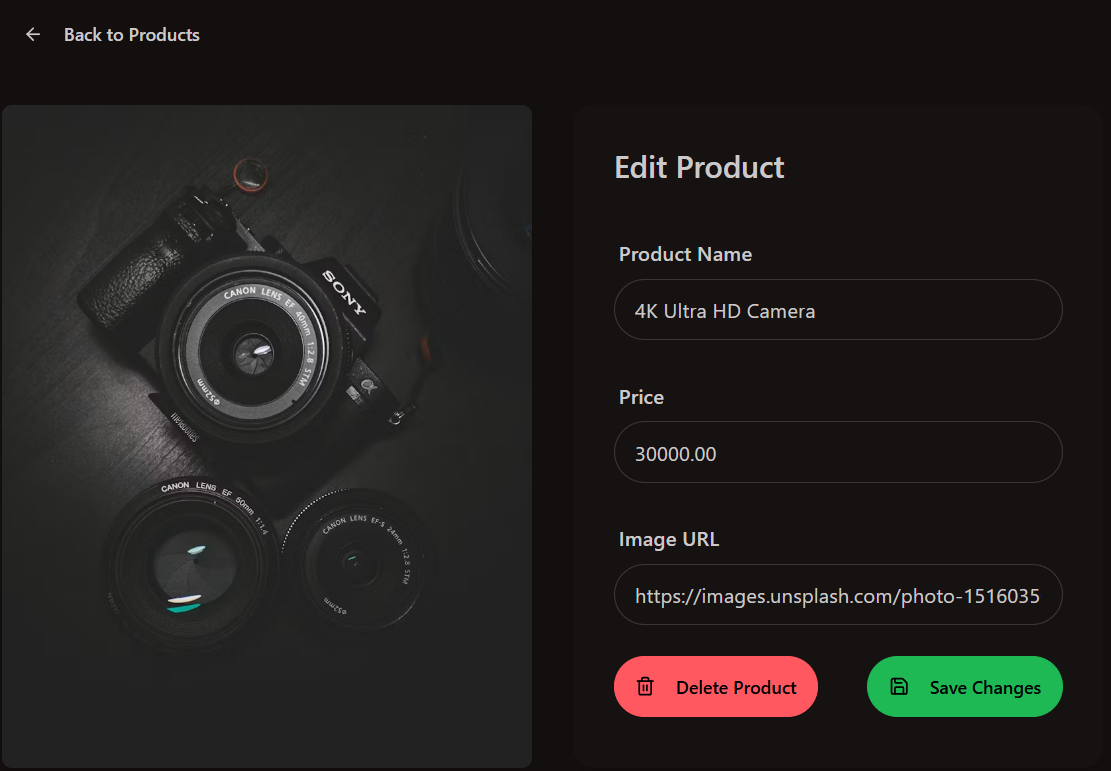 Back to Products
SONY
CANON LENS EF 40mm 1:2.8 STM
⌀52mm
CANON LENS EF 50mm 1:1.4
CANON LENS EF-S 24mm 1:2.8 STM
⌀52mm
Edit Product
Product Name
4K Ultra HD Camera
Price
30000.00
Image URL
https://images.unsplash.com/photo-1516035
Delete Product
Save Changes